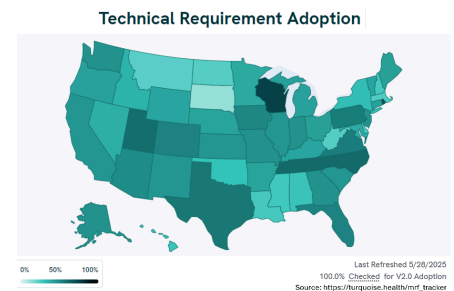 Technical Requirement Adoption
0% 50% 100%
Last Refreshed 5/28/2025
100.0% Checked for V2.0 Adoption
Source: https://turquoise.health/mrf_tracker